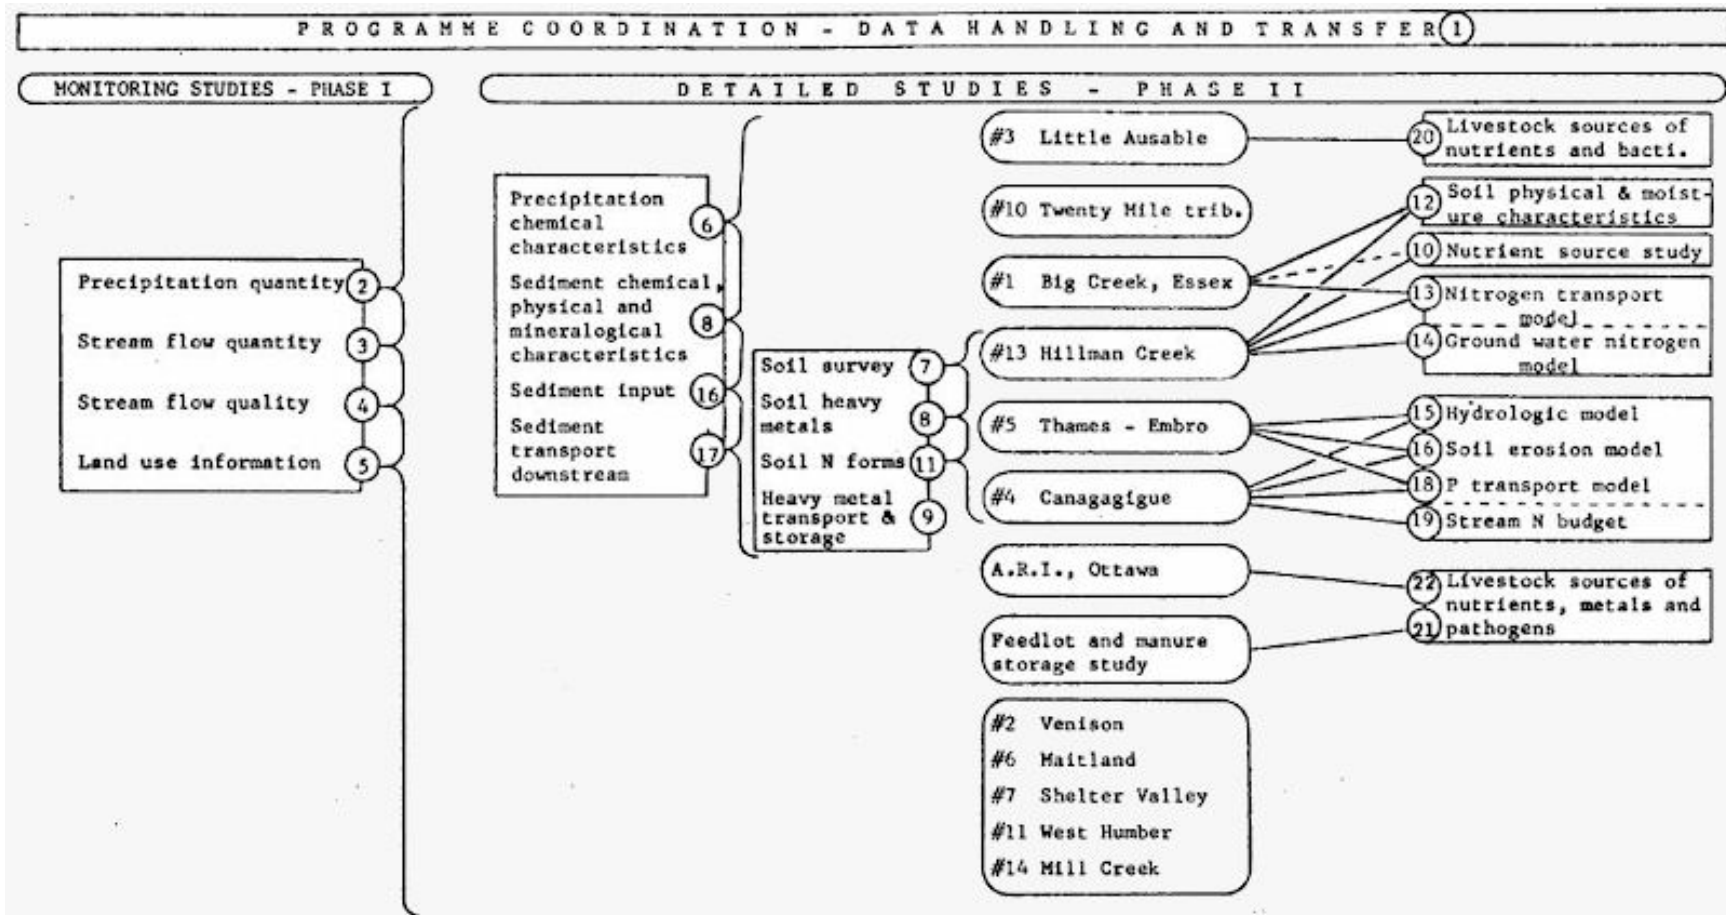 PROGRAMME COORDINATION - DATA HANDLING AND TRANSFER 1
MONITORING STUDIES - PHASE I
DETAILED STUDIES - PHASE II
Precipitation quantity 2
Stream flow quantity 3
Stream flow quality 4
Land use information 5
Precipitation
chemical 6
characteristics
Sediment chemical,
physical and 8
mineralogical
characteristics
Sediment input 16
Sediment
transport 17
downstream
Soil survey 7
Soil heavy
metals 8
Soil N forms 11
Heavy metal
transport & 9
storage
#3 Little Ausable
#10 Twenty Mile trib.
#1 Big Creek, Essex
#13 Hillman Creek
#5 Thames - Embro
#4 Canagagigue
A.R.I., Ottawa
Feedlot and manure
storage study
#2 Venison
#6 Maitland
#7 Shelter Valley
#11 West Humber
#14 Mill Creek
20 Livestock sources of
nutrients and bacti.
12 Soil physical & moist-
ure characteristics
10 Nutrient source study
13 Nitrogen transport
model
14 Ground water nitrogen
model
15 Hydrologic model
16 Soil erosion model
18 P transport model
19 Stream N budget
22 Livestock sources of
nutrients, metals and
21 pathogens